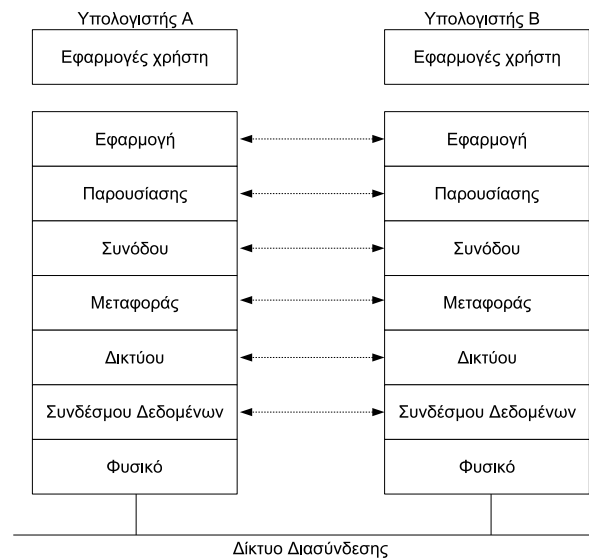 Υπολογιστής Α
Εφαρμογές χρήστη
Εφαρμογή
Παρουσίασης
Συνόδου
Μεταφοράς
Δικτύου
Συνδέσμου Δεδομένων
Φυσικό
Υπολογιστής Β
Εφαρμογές χρήστη
Εφαρμογή
Παρουσίασης
Συνόδου
Μεταφοράς
Δικτύου
Συνδέσμου Δεδομένων
Φυσικό
Δίκτυο Διασύνδεσης